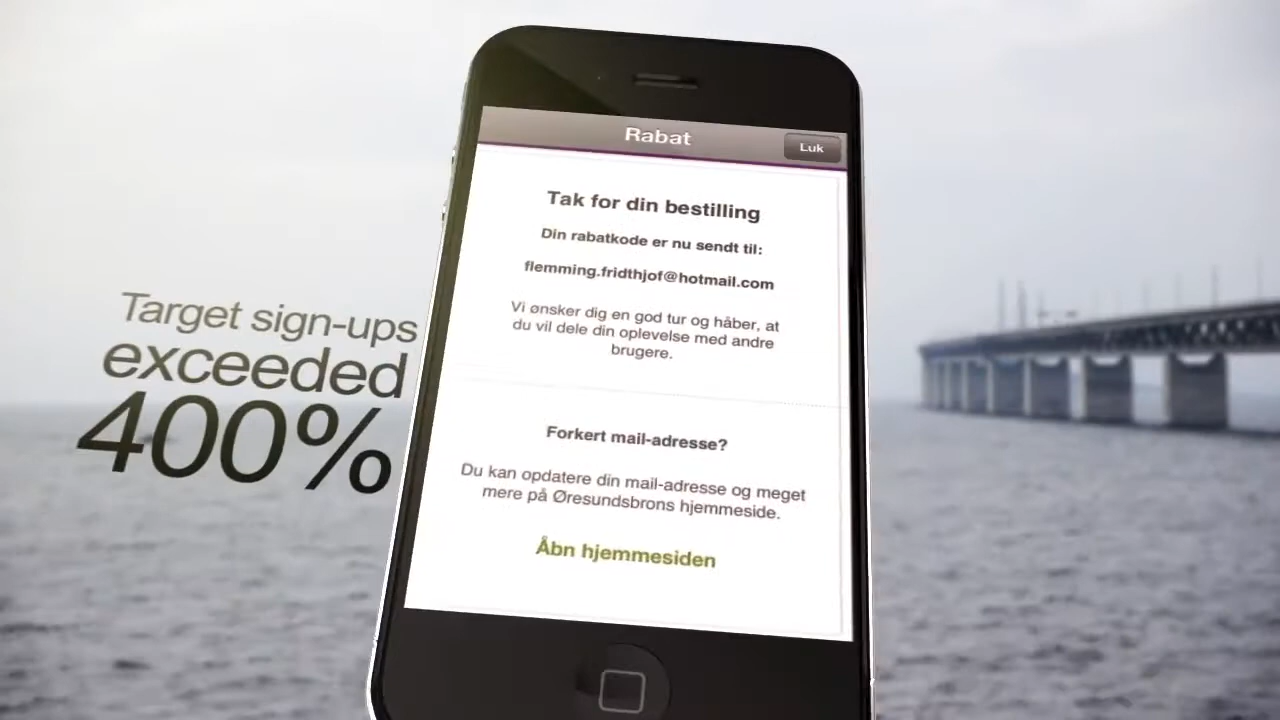 Target sign-ups
exceeded
400%
Rabat
Luk
Tak for din bestilling
Din rabatkode er nu sendt til:
flemming.fridthjof@hotmail.com
Vi ønsker dig en god tur og håber, at
du vil dele din oplevelse med andre
brugere.
Forkert mail-adresse?
Du kan opdatere din mail-adresse og meget
mere på Øresundsbrons hjemmeside.
Åbn hjemmesiden